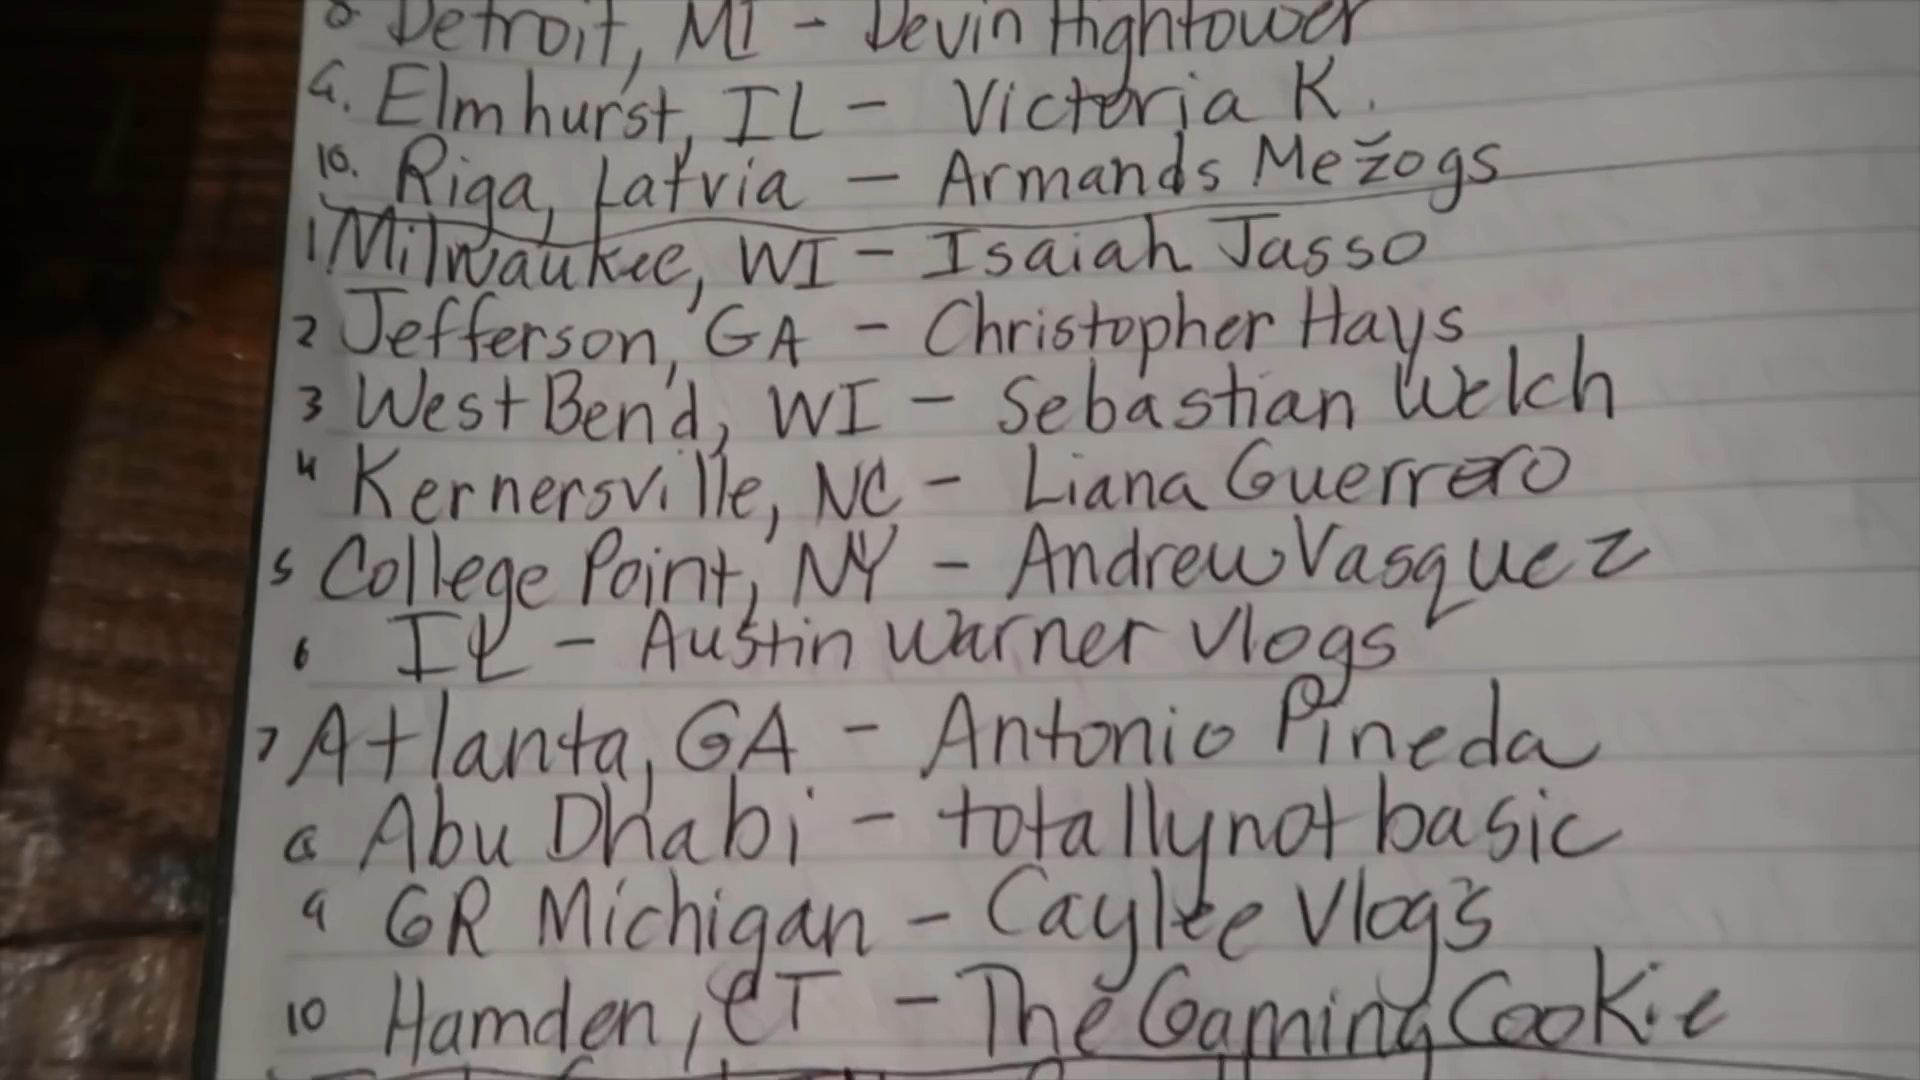 8 Detroit, MI - Devin Hightower
9. Elmhurst, IL - Victoria K.
10. Riga, Latvia - Armands Mežogs
1 Milwaukee, WI - Isaiah Jasso
2 Jefferson, GA - Christopher Hays
3 West Bend, WI - Sebastian Welch
4 Kernersville, NC - Liana Guerrero
5 College Point, NY - Andrew Vasquez
6 IL - Austin Warner Vlogs
7 Atlanta, GA - Antonio Pineda
8 Abu Dhabi - totallynotbasic
9 GR Michigan - Caylee Vlogs
10 Hamden, CT - The Gaming Cookie